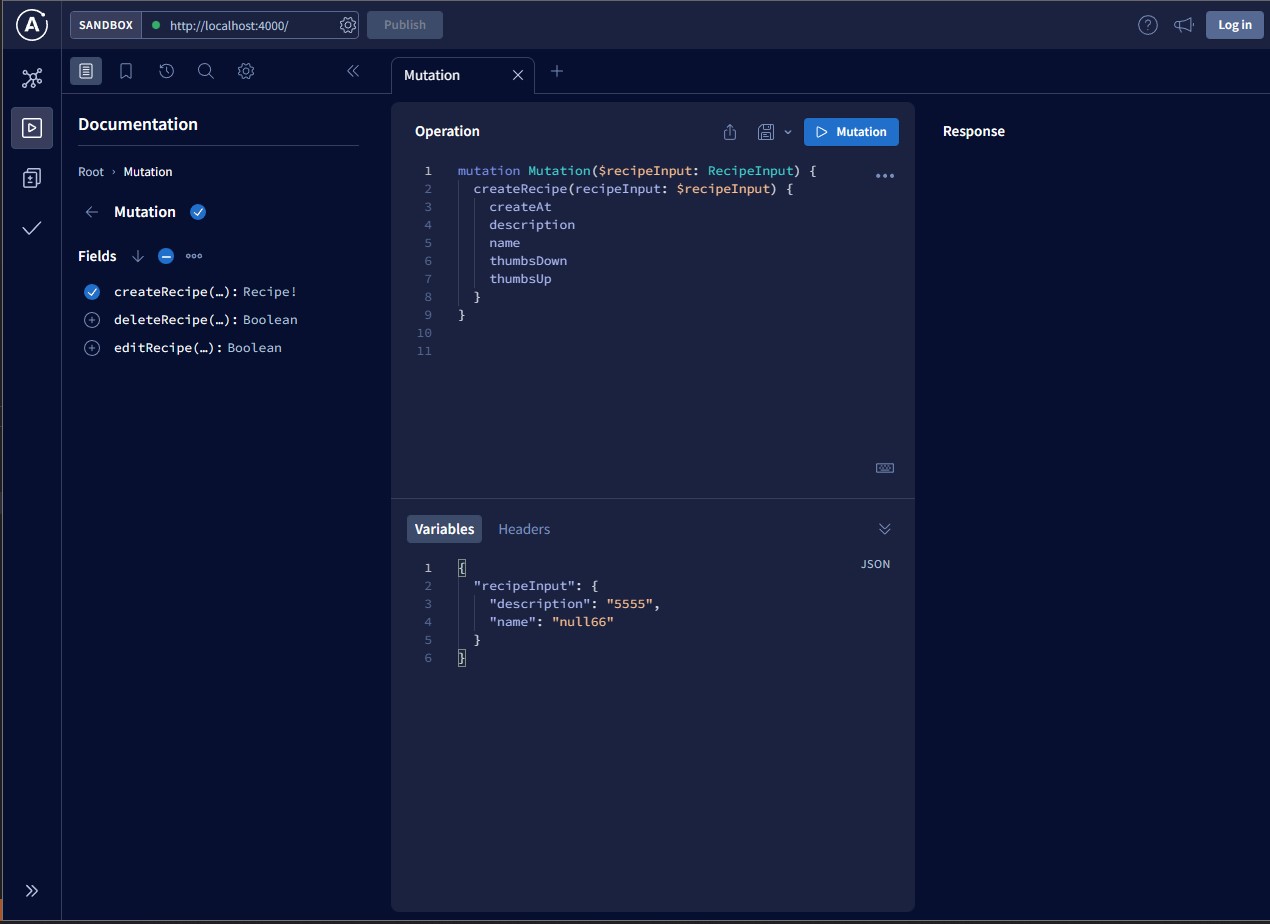 SANDBOX http://localhost:4000/ Publish Log in
Mutation
Documentation
Root › Mutation
Mutation
Fields
createRecipe(…): Recipe!
deleteRecipe(…): Boolean
editRecipe(…): Boolean
Operation
Mutation
1 mutation Mutation($recipeInput: RecipeInput) {
2 createRecipe(recipeInput: $recipeInput) {
3 createAt
4 description
5 name
6 thumbsDown
7 thumbsUp
8 }
9 }
10
11
Variables Headers
JSON
1 {
2 "recipeInput": {
3 "description": "5555",
4 "name": "null66"
5 }
6 }
Response